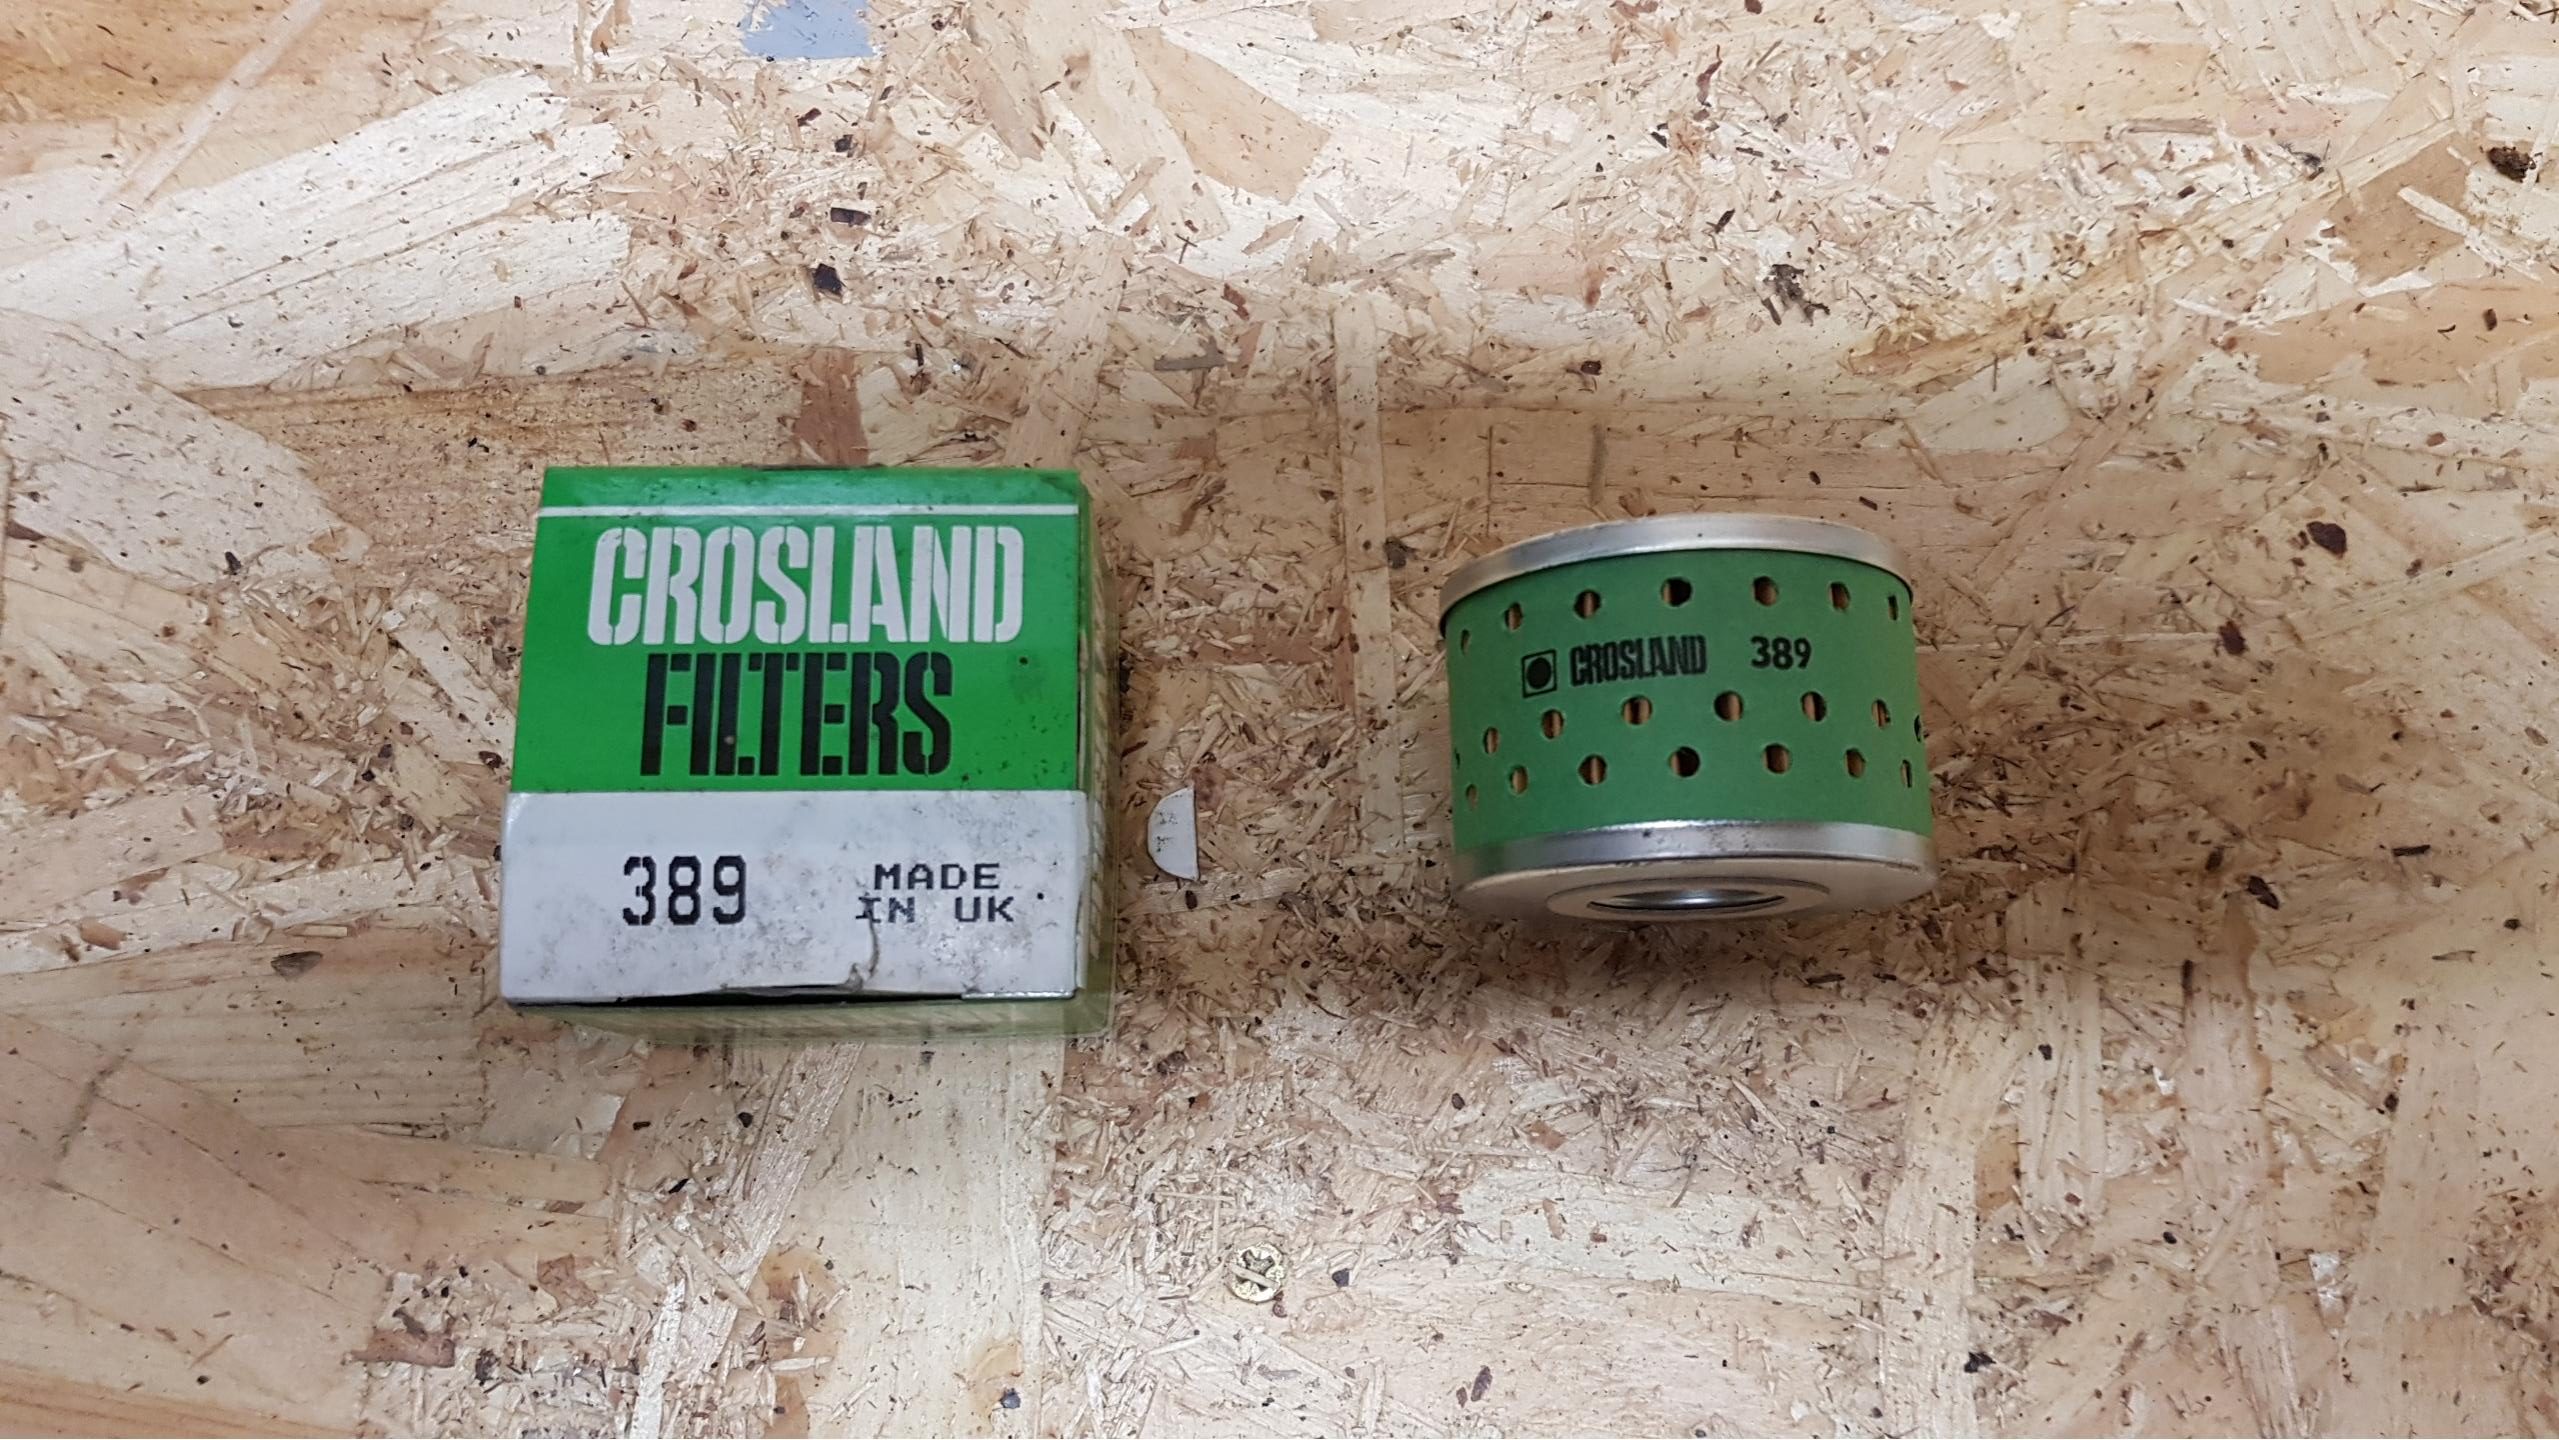 CROSLAND
FILTERS
389
MADE
IN UK
CROSLAND 389